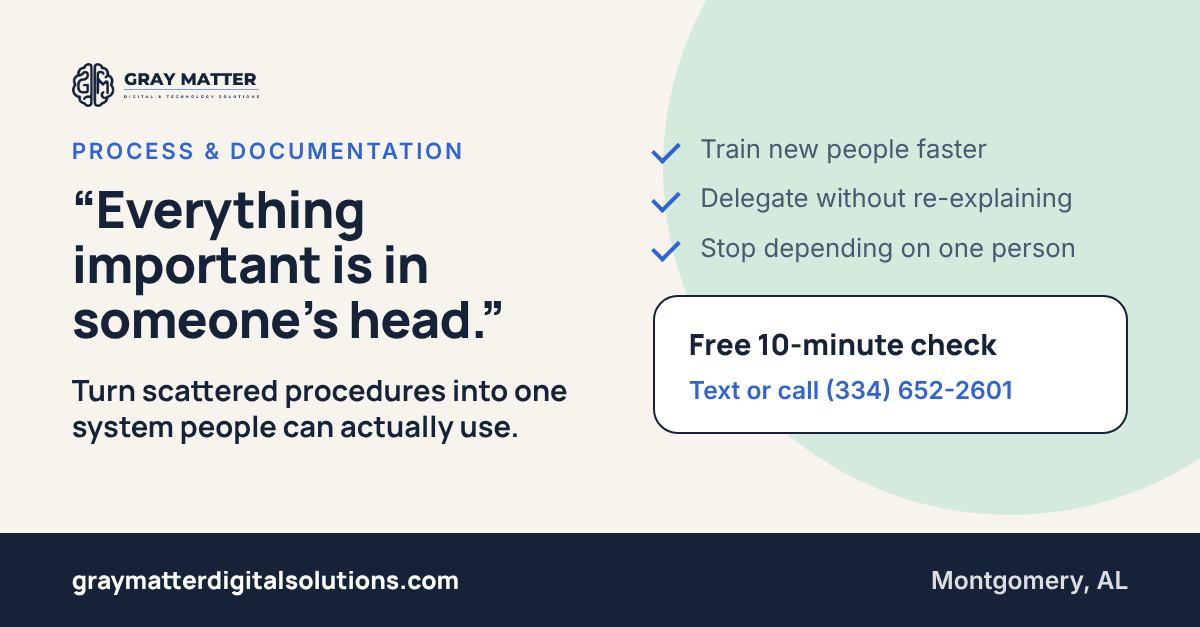 GM
GRAY MATTER
DIGITAL & TECHNOLOGY SOLUTIONS
PROCESS & DOCUMENTATION
“Everything
important is in
someone’s head.”
Turn scattered procedures into one
system people can actually use.
Train new people faster
Delegate without re-explaining
Stop depending on one person
Free 10-minute check
Text or call (334) 652-2601
graymatterdigitalsolutions.com
Montgomery, AL